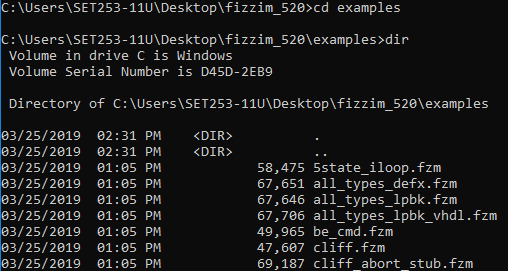 C:\Users\SET253-11U\Desktop\fizzim_520>cd examples
C:\Users\SET253-11U\Desktop\fizzim_520\examples>dir
Volume in drive C is Windows
Volume Serial Number is D45D-2EB9
Directory of C:\Users\SET253-11U\Desktop\fizzim_520\examples
03/25/2019 02:31 PM <DIR> .
03/25/2019 02:31 PM <DIR> ..
03/25/2019 01:05 PM 58,475 5state_iloop.fzm
03/25/2019 01:05 PM 67,651 all_types_defx.fzm
03/25/2019 01:05 PM 67,646 all_types_lpbk.fzm
03/25/2019 01:05 PM 67,706 all_types_lpbk_vhdl.fzm
03/25/2019 01:05 PM 49,965 be_cmd.fzm
03/25/2019 01:05 PM 47,607 cliff.fzm
03/25/2019 01:05 PM 69,187 cliff_abort_stub.fzm